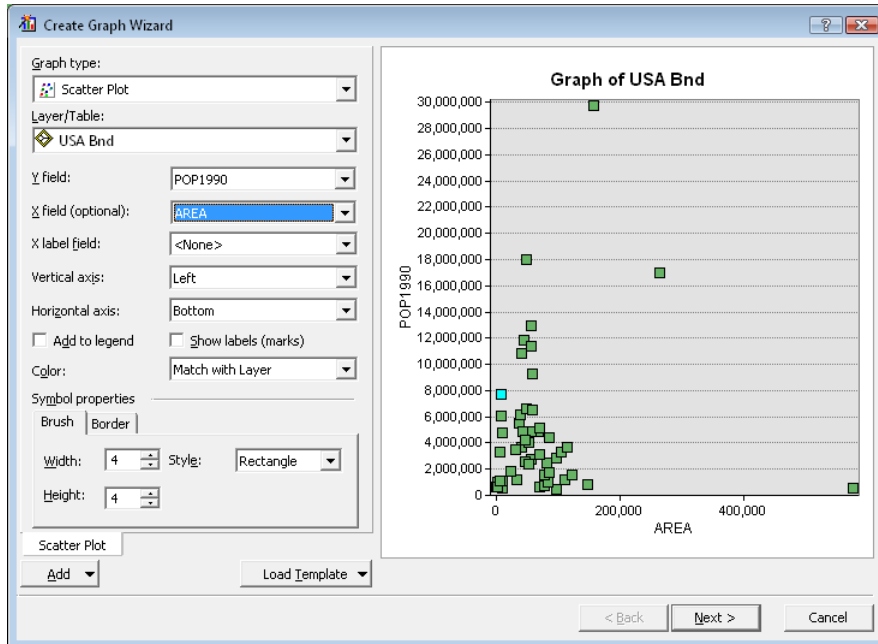 Create Graph Wizard
Graph type:
Scatter Plot
Layer/Table:
USA Bnd
Y field:
POP1990
X field (optional):
AREA
X label field:
<None>
Vertical axis:
Left
Horizontal axis:
Bottom
Add to legend
Show labels (marks)
Color:
Match with Layer
Symbol properties
Brush
Border
Width:
4
Style:
Rectangle
Height:
4
Scatter Plot
Add
Load Template
Graph of USA Bnd
30,000,000
28,000,000
26,000,000
24,000,000
22,000,000
20,000,000
18,000,000
16,000,000
14,000,000
12,000,000
10,000,000
8,000,000
6,000,000
4,000,000
2,000,000
0
POP1990
0
200,000
400,000
AREA
< Back
Next >
Cancel